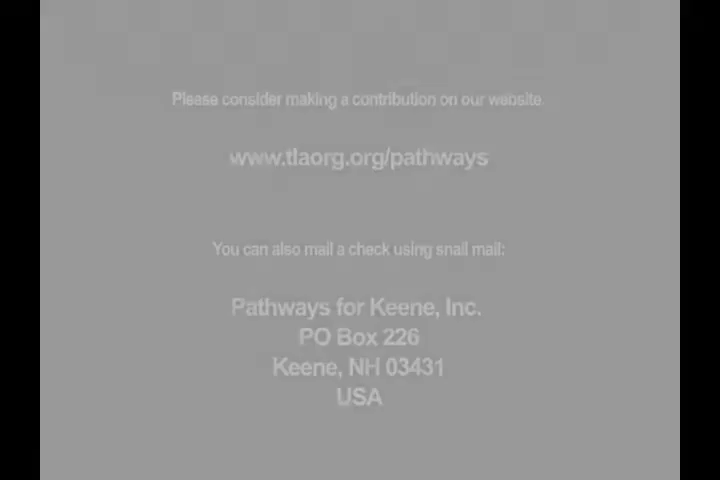 Please consider making a contribution on our website
www.tlaorg.org/pathways
You can also mail a check using snail mail:
Pathways for Keene, Inc.
PO Box 226
Keene, NH 03431
USA